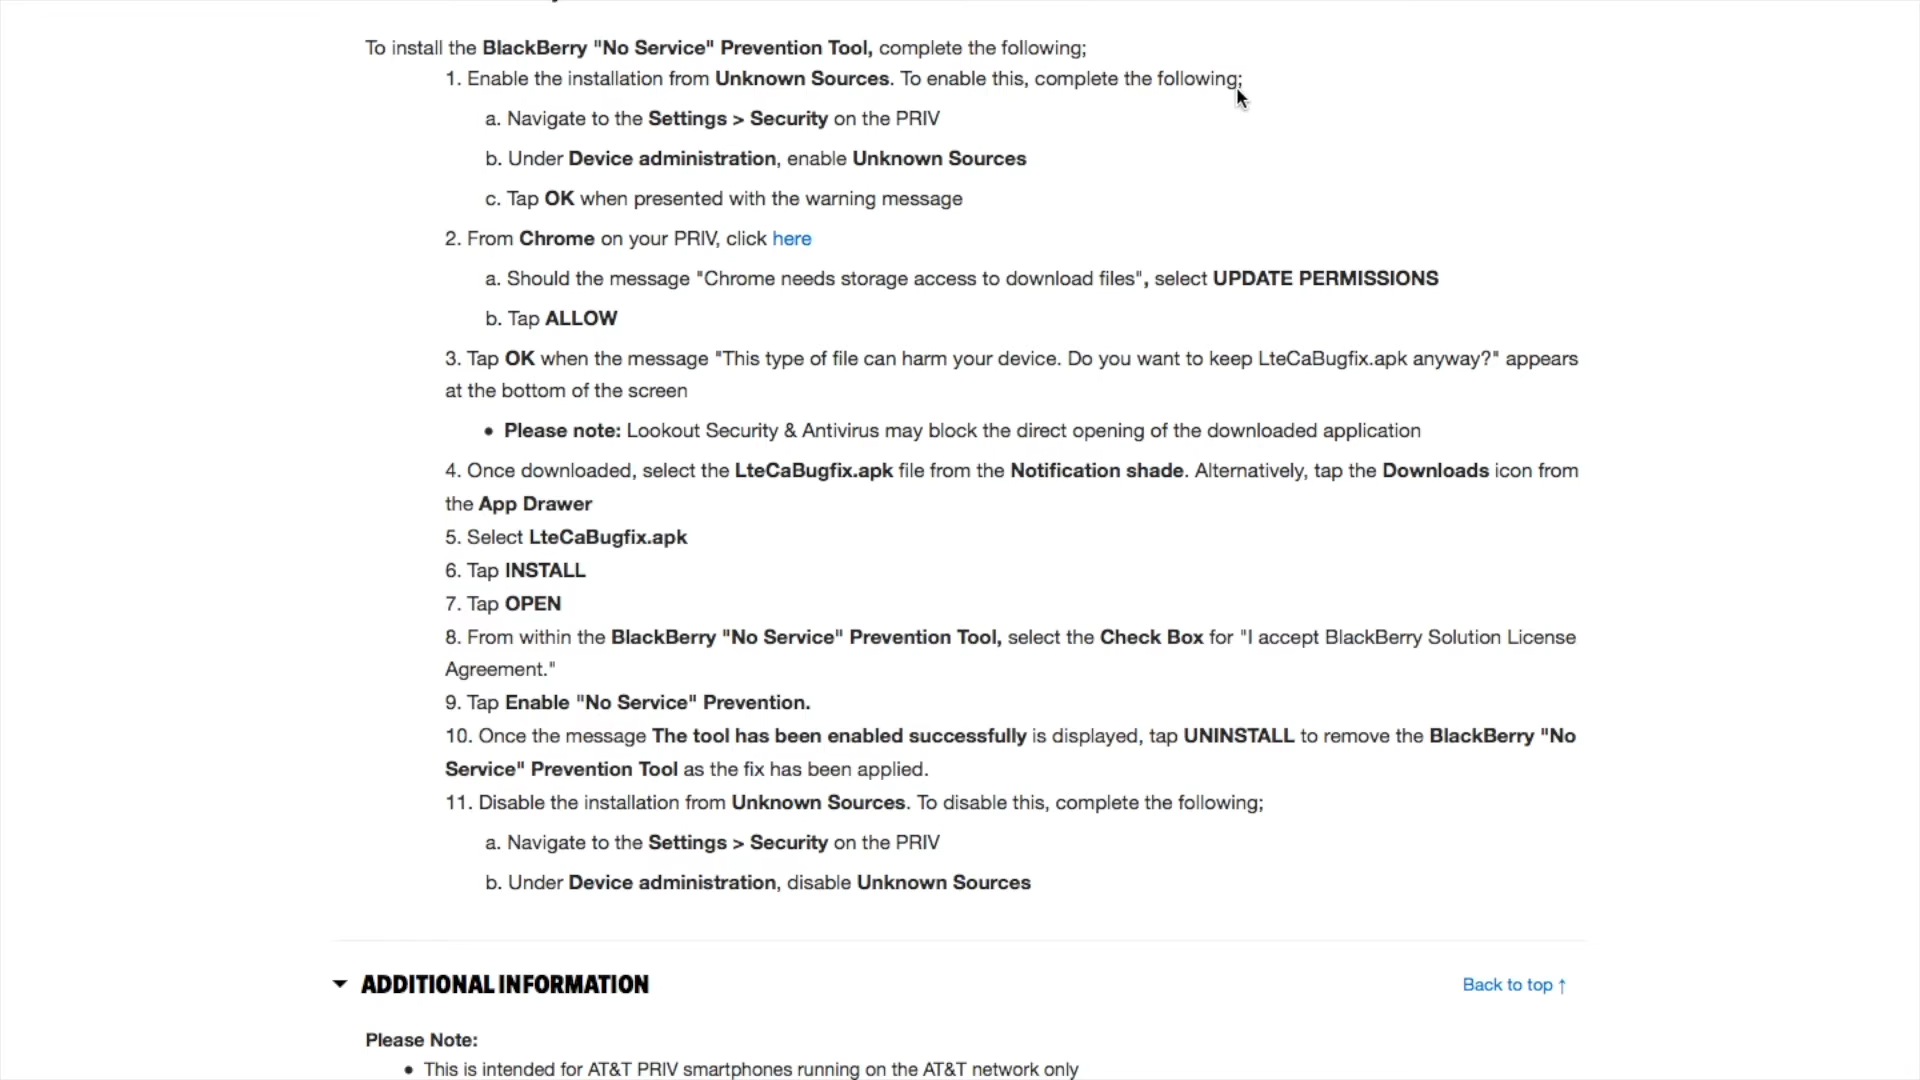 To install the BlackBerry "No Service" Prevention Tool, complete the following;
1. Enable the installation from Unknown Sources. To enable this, complete the following;
a. Navigate to the Settings > Security on the PRIV
b. Under Device administration, enable Unknown Sources
c. Tap OK when presented with the warning message
2. From Chrome on your PRIV, click here
a. Should the message "Chrome needs storage access to download files", select UPDATE PERMISSIONS
b. Tap ALLOW
3. Tap OK when the message "This type of file can harm your device. Do you want to keep LteCaBugfix.apk anyway?" appears
at the bottom of the screen
• Please note: Lookout Security & Antivirus may block the direct opening of the downloaded application
4. Once downloaded, select the LteCaBugfix.apk file from the Notification shade. Alternatively, tap the Downloads icon from
the App Drawer
5. Select LteCaBugfix.apk
6. Tap INSTALL
7. Tap OPEN
8. From within the BlackBerry "No Service" Prevention Tool, select the Check Box for "I accept BlackBerry Solution License
Agreement."
9. Tap Enable "No Service" Prevention.
10. Once the message The tool has been enabled successfully is displayed, tap UNINSTALL to remove the BlackBerry "No
Service" Prevention Tool as the fix has been applied.
11. Disable the installation from Unknown Sources. To disable this, complete the following;
a. Navigate to the Settings > Security on the PRIV
b. Under Device administration, disable Unknown Sources
ADDITIONAL INFORMATION
Back to top ↑
Please Note:
• This is intended for AT&T PRIV smartphones running on the AT&T network only